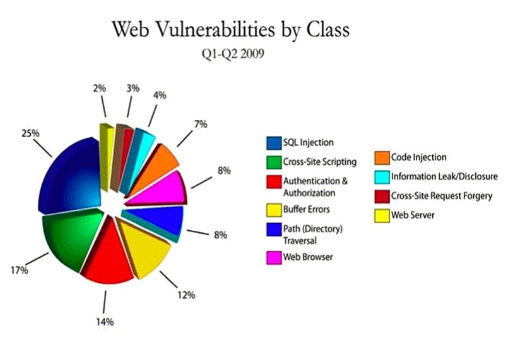 Web Vulnerabilities by Class
Q1-Q2 2009
2%
3%
4%
7%
8%
8%
12%
14%
17%
25%
SQL Injection
Cross-Site Scripting
Authentication &
Authorization
Buffer Errors
Path (Directory)
Traversal
Web Browser
Code Injection
Information Leak/Disclosure
Cross-Site Request Forgery
Web Server